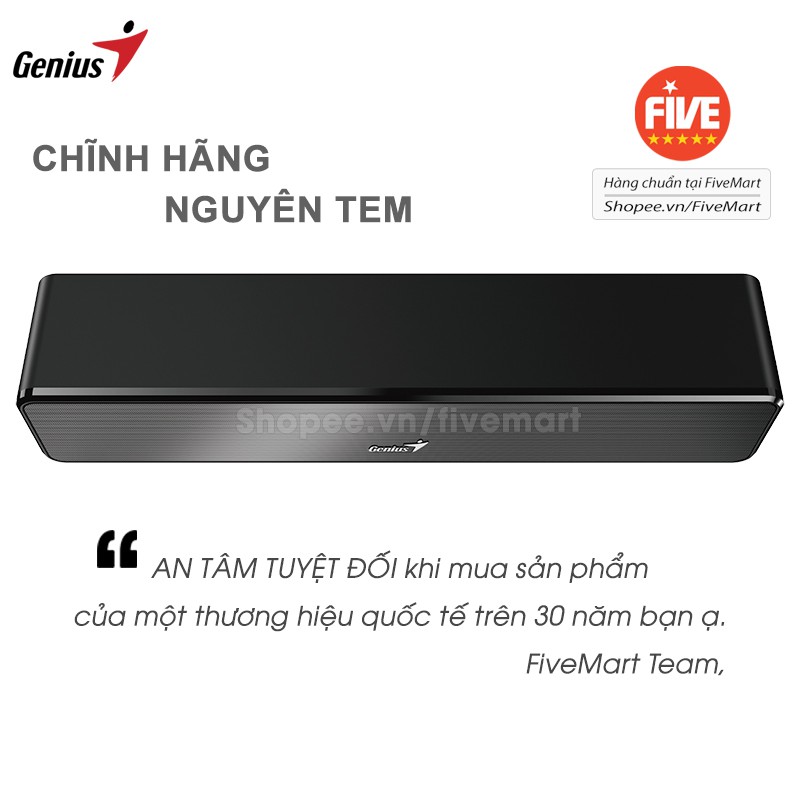 Genius
FIVE
CHĨNH HÃNG
NGUYÊN TEM
Hàng chuẩn tại FiveMart
Shopee.vn/FiveMart
Shopee.vn/fivemart
Genius
“ AN TÂM TUYỆT ĐỐI khi mua sản phẩm
của một thương hiệu quốc tế trên 30 năm bạn ạ.
FiveMart Team,